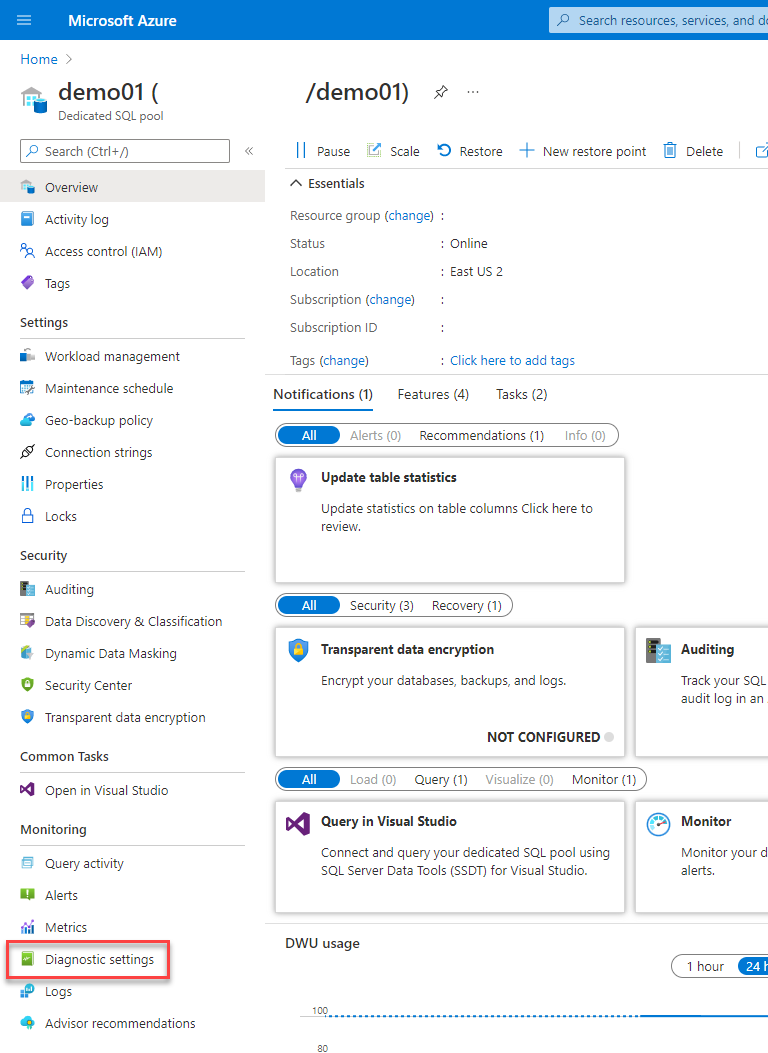 Microsoft Azure
Search resources, services, and do
Home
demo01 (
/demo01)
...
Dedicated SQL pool
Search (Ctrl+/)
«
Overview
Activity log
Access control (IAM)
Tags
Settings
Workload management
Maintenance schedule
Geo-backup policy
Connection strings
Properties
Locks
Security
Auditing
Data Discovery & Classification
Dynamic Data Masking
Security Center
Transparent data encryption
Common Tasks
Open in Visual Studio
Monitoring
Query activity
Alerts
Metrics
Diagnostic settings
Logs
Advisor recommendations
Pause Scale Restore New restore point Delete
Essentials
Resource group (change) :
Status : Online
Location : East US 2
Subscription (change) :
Subscription ID :
Tags (change) : Click here to add tags
Notifications (1) Features (4) Tasks (2)
All Alerts (0) Recommendations (1) Info (0)
Update table statistics
Update statistics on table columns Click here to
review.
All Security (3) Recovery (1)
Transparent data encryption
Encrypt your databases, backups, and logs.
NOT CONFIGURED
Auditing
Track your SQL
audit log in an
All Load (0) Query (1) Visualize (0) Monitor (1)
Query in Visual Studio
Connect and query your dedicated SQL pool using
SQL Server Data Tools (SSDT) for Visual Studio.
Monitor
Monitor your d
alerts.
DWU usage
1 hour 24 h
100
80